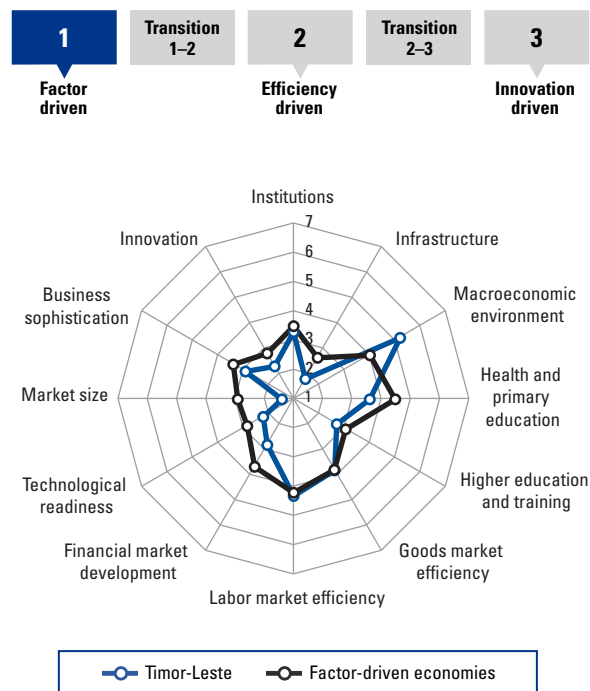 1
Transition
1–2
2
Transition
2–3
3
Factor
driven
Efficiency
driven
Innovation
driven
Institutions
7
Innovation
Infrastructure
6
5
Business
sophistication
Macroeconomic
environment
4
3
2
1
Market size
Health and
primary
education
Technological
readiness
Higher education
and training
Financial market
development
Goods market
efficiency
Labor market efficiency
Timor-Leste
Factor-driven economies